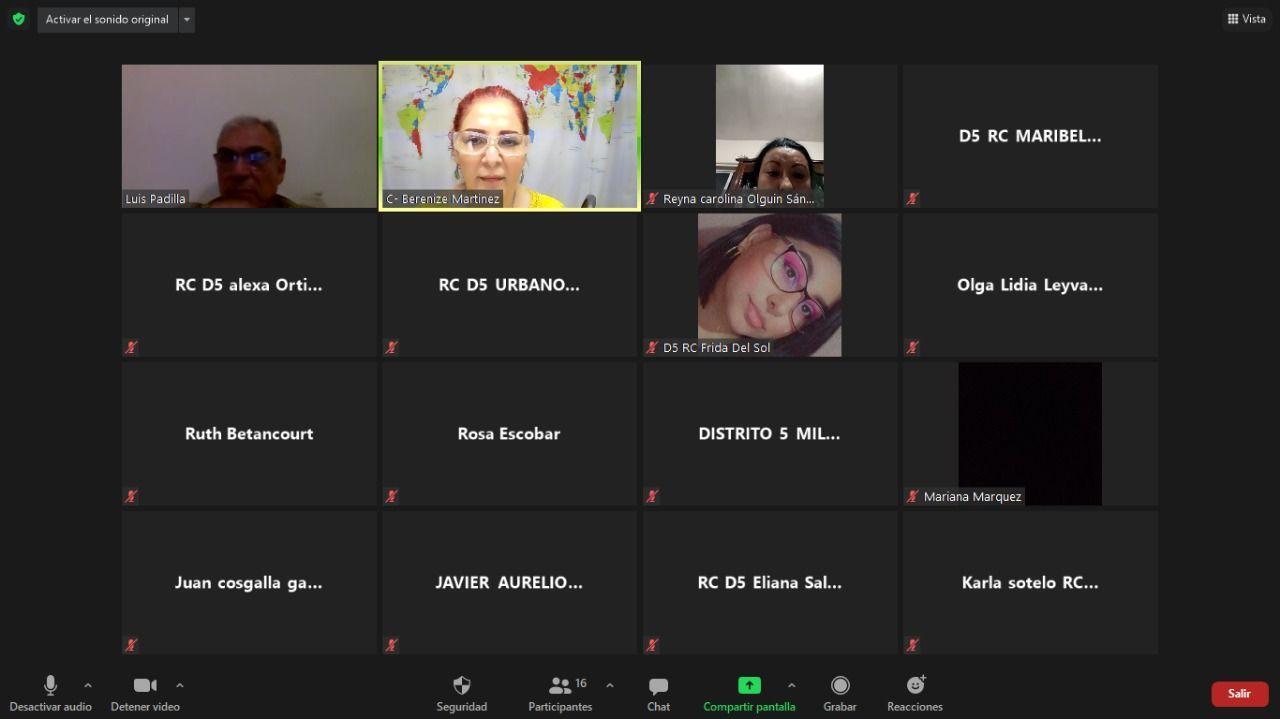 Activar el sonido original
Vista
Luis Padilla
C- Berenize Martinez
Reyna carolina Olguin Sán...
D5 RC MARIBEL...
RC D5 alexa Orti...
RC D5 URBANO...
D5 RC Frida Del Sol
Olga Lidia Leyva...
Ruth Betancourt
Rosa Escobar
DISTRITO 5 MIL...
Mariana Marquez
Juan cosgalla ga...
JAVIER AURELIO...
RC D5 Eliana Sal...
Karla sotelo RC...
Desactivar audio
Detener video
Seguridad
16
Participantes
Chat
Compartir pantalla
Grabar
Reacciones
Salir